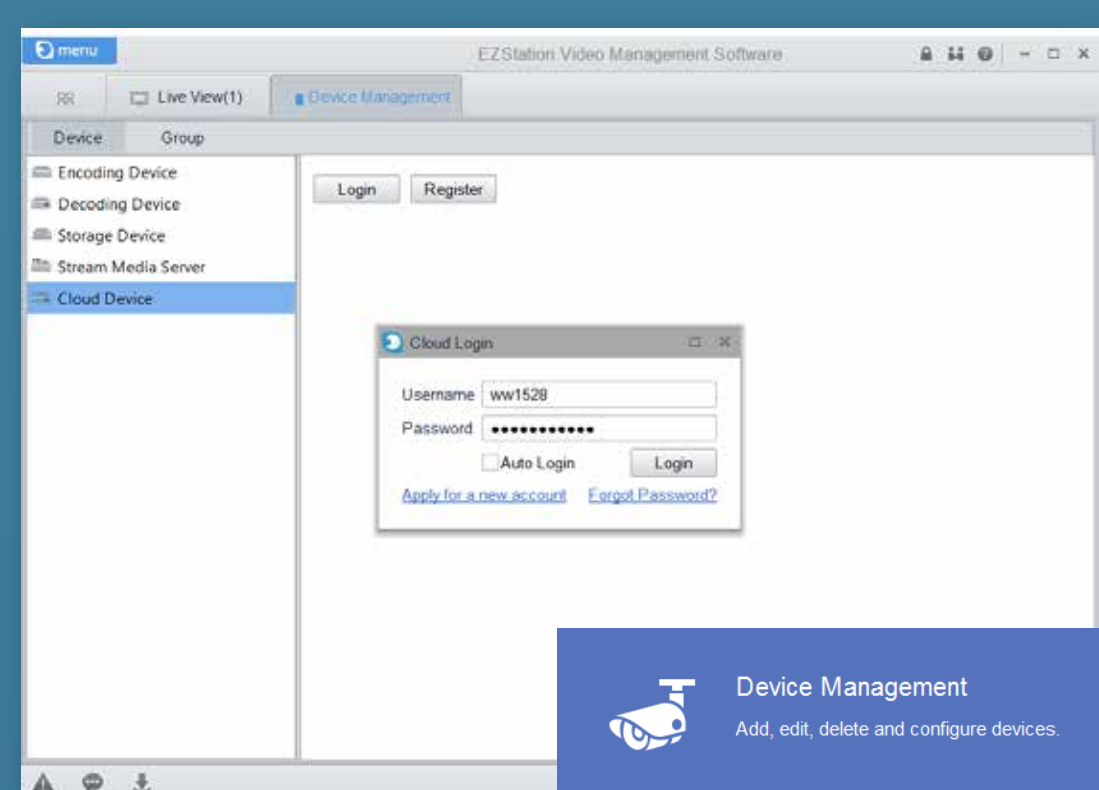 menu
EZStation Video Management Software
Live View(1)
Device Management
Device Group
Encoding Device
Decoding Device
Storage Device
Stream Media Server
Cloud Device
Login Register
Cloud Login
Username ww1528
Password •••••••••••
Auto Login Login
Apply for a new account Forgot Password?
Device Management
Add, edit, delete and configure devices.